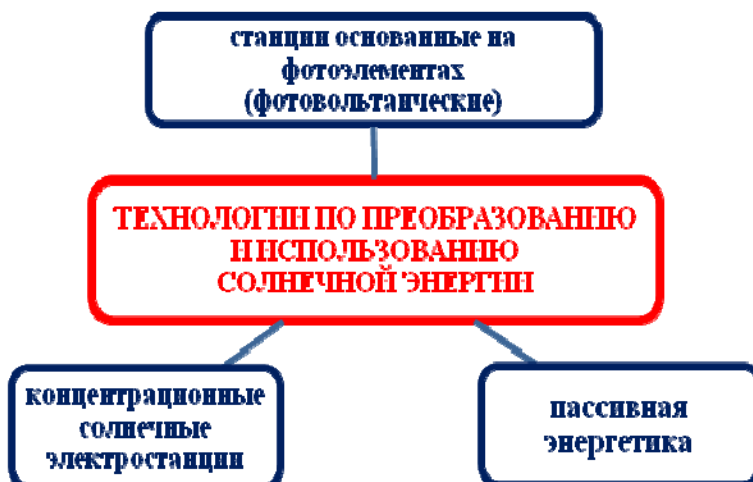 станции основанные на
фотоэлементах
(фотовольтаические)
ТЕХНОЛОГИИ ПО ПРЕОБРАЗОВАНИЮ
И ИСПОЛЬЗОВАНИЮ
СОЛНЕЧНОЙ ЭНЕРГИИ
концентрационные
солнечные
электростанции
пассивная
энергетика